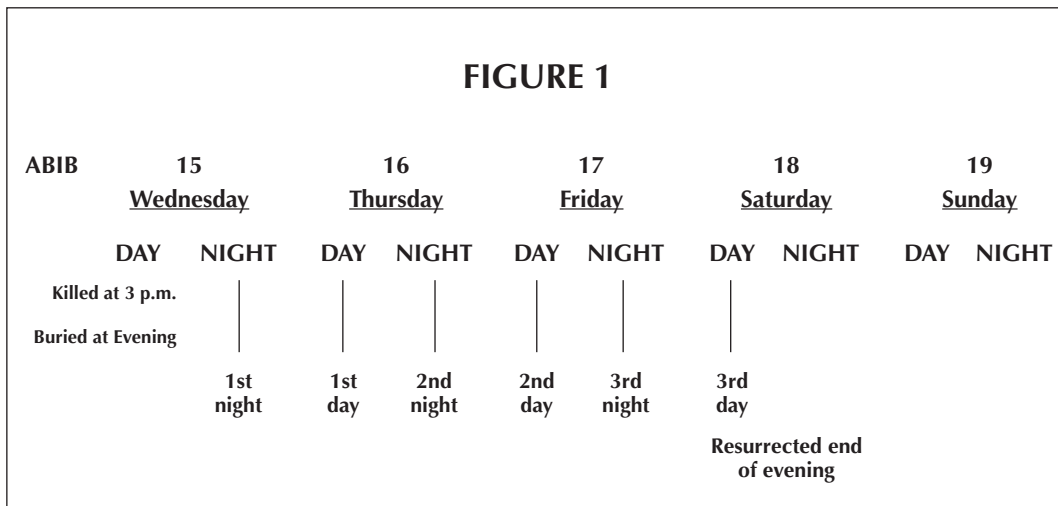 FIGURE 1
ABIB 15 16 17 18 19
Wednesday Thursday Friday Saturday Sunday
DAY NIGHT DAY NIGHT DAY NIGHT DAY NIGHT DAY NIGHT
Killed at 3 p.m.
Buried at Evening
1st 1st 2nd 2nd 3rd 3rd
night day night day night day
Resurrected end
of evening